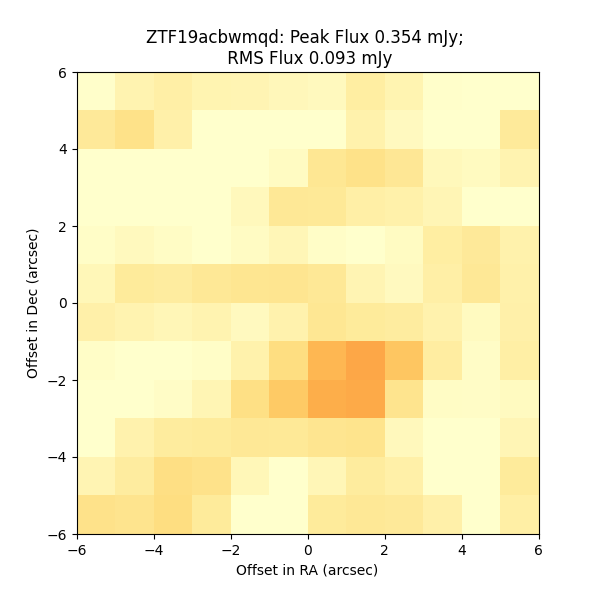 ZTF19acbwmqd: Peak Flux 0.354 mJy;
RMS Flux 0.093 mJy
6
4
2
0
−2
−4
−6
Offset in Dec (arcsec)
−6 −4 −2 0 2 4 6
Offset in RA (arcsec)